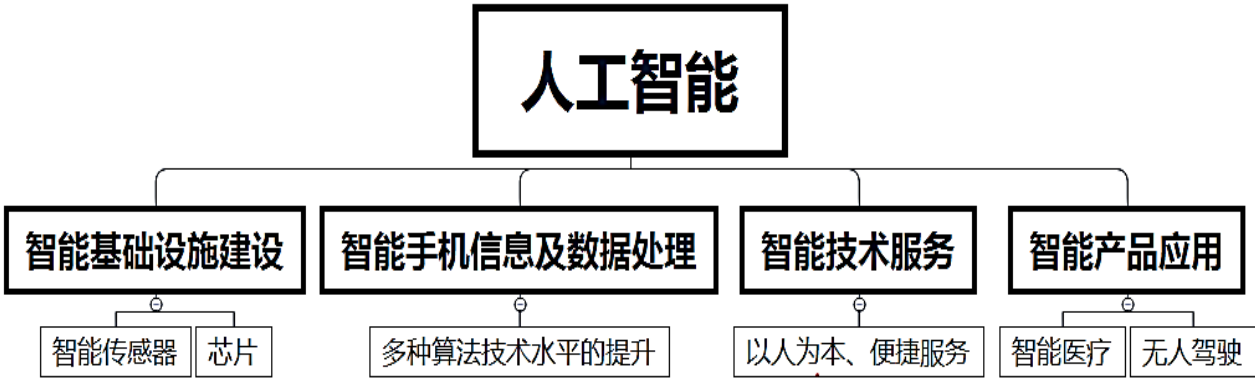 人工智能
智能基础设施建设
智能手机信息及数据处理
智能技术服务
智能产品应用
智能传感器
芯片
多种算法技术水平的提升
以人为本、便捷服务
智能医疗
无人驾驶